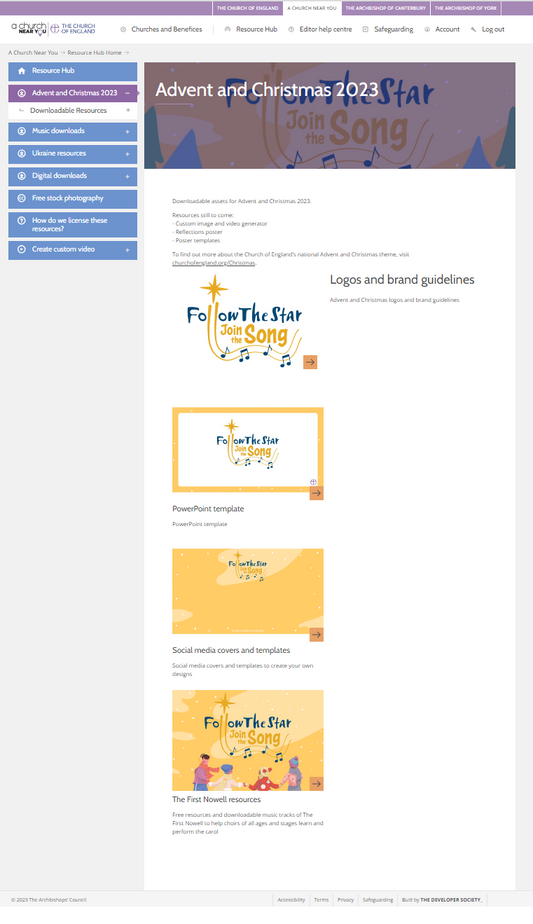 THE CHURCH OF ENGLAND
A CHURCH NEAR YOU
THE ARCHBISHOP OF CANTERBURY
THE ARCHBISHOP OF YORK
a church NEAR YOU
THE CHURCH OF ENGLAND
Churches and Benefices
Resource Hub
Editor help centre
Safeguarding
Account
Log out
A Church Near You → Resource Hub Home →
Resource Hub
Advent and Christmas 2023 –
Downloadable Resources +
Music downloads +
Ukraine resources +
Digital downloads +
Free stock photography
How do we license these
resources?
Create custom video +
Follow The Star
Join
the Song
Advent and Christmas 2023
Downloadable assets for Advent and Christmas 2023.
Resources still to come:
- Custom image and video generator
- Reflections poster
- Poster templates
To find out more about the Church of England's national Advent and Christmas theme, visit
churchofengland.org/Christmas.
Follow The Star
Join
the Song
Logos and brand guidelines
Advent and Christmas logos and brand guidelines
Follow The Star
Join
the Song
PowerPoint template
PowerPoint template
Follow The Star
Join
the Song
Social media covers and templates
Social media covers and templates to create your own
designs
Follow The Star
Join
the Song
The First Nowell resources
Free resources and downloadable music tracks of The
First Nowell to help choirs of all ages and stages learn and
perform the carol
© 2023 The Archbishops' Council
Accessibility
Terms
Privacy
Safeguarding
Built by THE DEVELOPER SOCIETY.